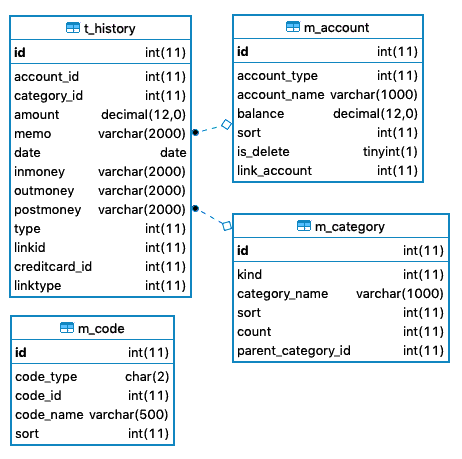 t_history
id int(11)
account_id int(11)
category_id int(11)
amount decimal(12,0)
memo varchar(2000)
date date
inmoney varchar(2000)
outmoney varchar(2000)
postmoney varchar(2000)
type int(11)
linkid int(11)
creditcard_id int(11)
linktype int(11)
m_account
id int(11)
account_type int(11)
account_name varchar(1000)
balance decimal(12,0)
sort int(11)
is_delete tinyint(1)
link_account int(11)
m_category
id int(11)
kind int(11)
category_name varchar(1000)
sort int(11)
count int(11)
parent_category_id int(11)
m_code
id int(11)
code_type char(2)
code_id int(11)
code_name varchar(500)
sort int(11)